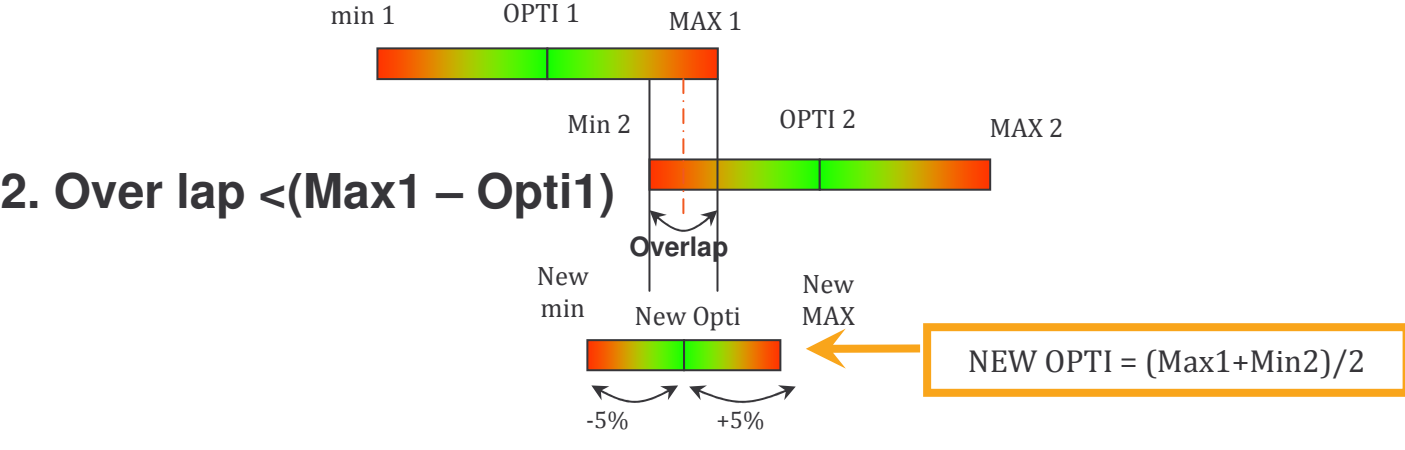 min 1
OPTI 1
MAX 1
Min 2
OPTI 2
MAX 2
2. Over lap <(Max1 – Opti1)
Overlap
New
min
New Opti
New
MAX
NEW OPTI = (Max1+Min2)/2
-5%
+5%